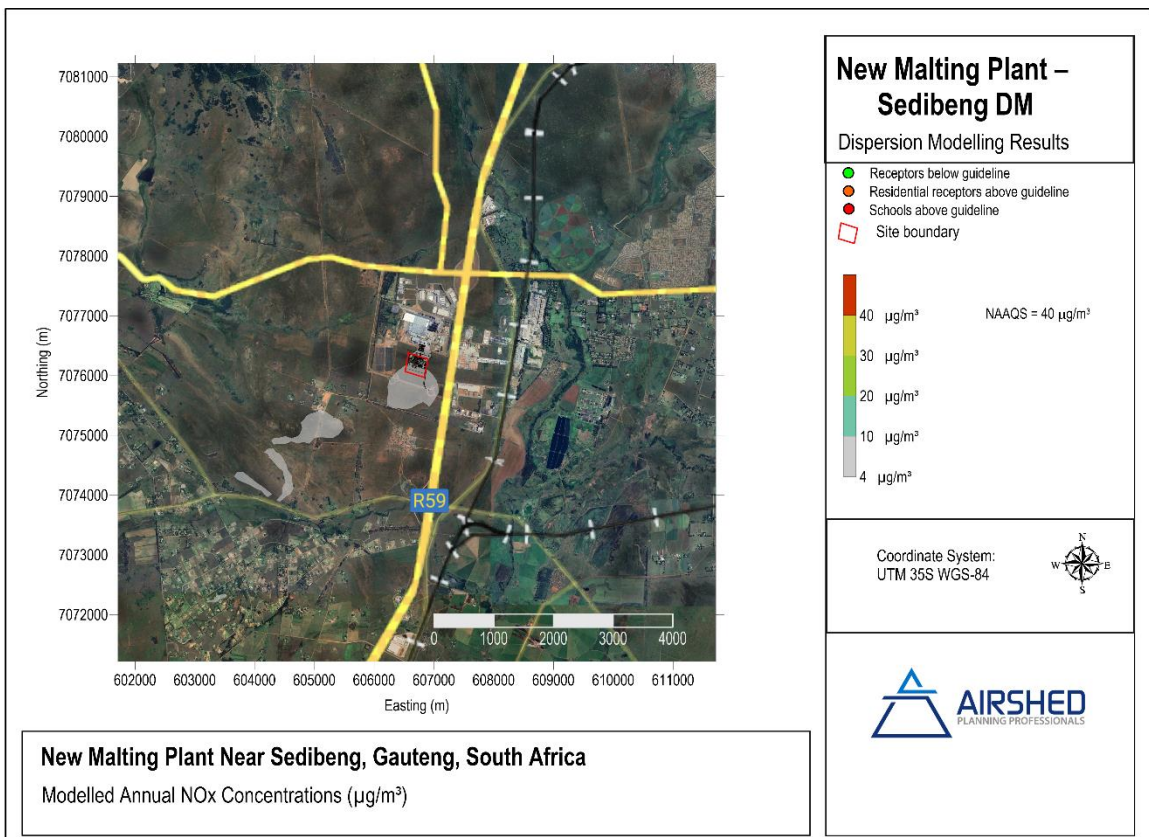 New Malting Plant –
Sedibeng DM
Dispersion Modelling Results
Receptors below guideline
Residential receptors above guideline
Schools above guideline
Site boundary
40 µg/m³
30 µg/m³
20 µg/m³
10 µg/m³
4 µg/m³
NAAQS = 40 µg/m³
Coordinate System:
UTM 35S WGS-84
N
W E
S
AIRSHED
PLANNING PROFESSIONALS
7081000
7080000
7079000
7078000
7077000
7076000
7075000
7074000
7073000
7072000
Northing (m)
R59
0 1000 2000 3000 4000
602000 603000 604000 605000 606000 607000 608000 609000 610000 611000
Easting (m)
New Malting Plant Near Sedibeng, Gauteng, South Africa
Modelled Annual NOx Concentrations (µg/m³)